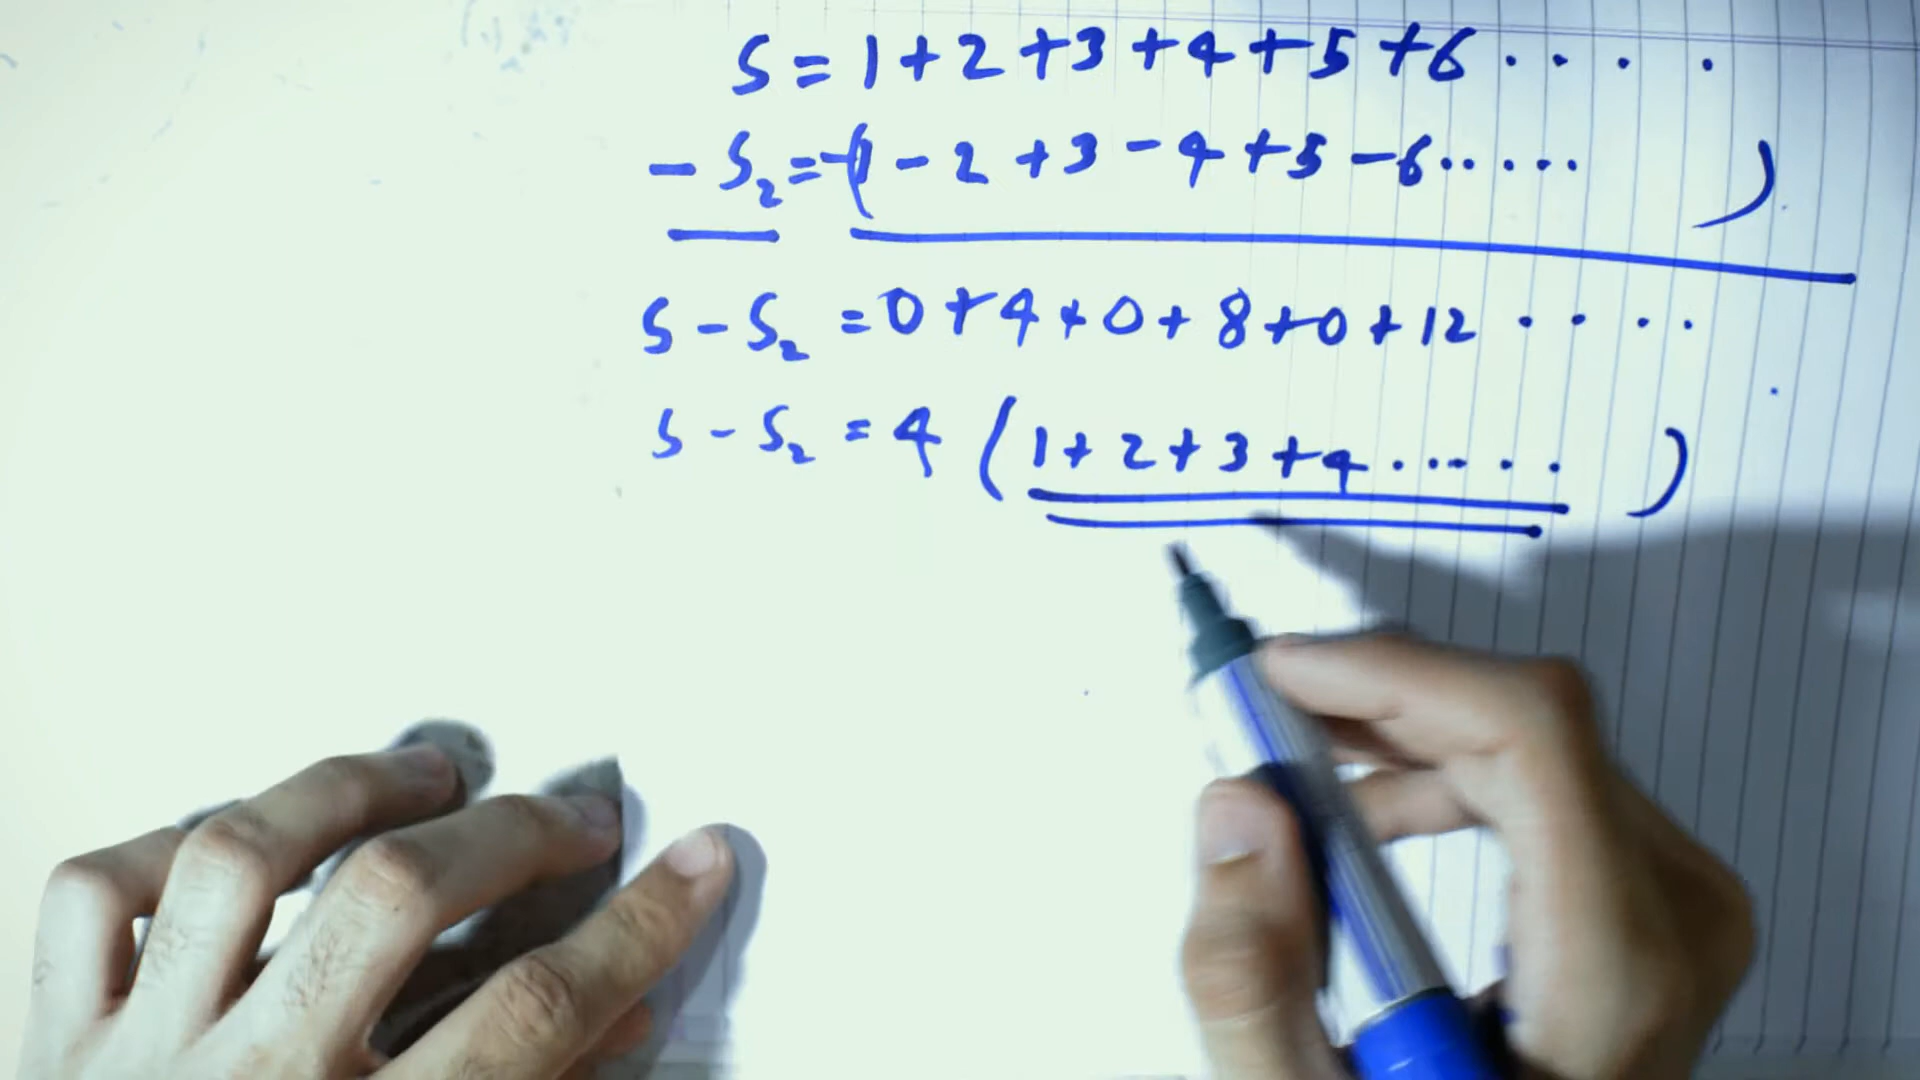 S = 1 + 2 + 3 + 4 + 5 + 6 . . . .
- S₂ = -(1 - 2 + 3 - 4 + 5 - 6 . . . . . )
S - S₂ = 0 + 4 + 0 + 8 + 0 + 12 . . . .
S - S₂ = 4 ( 1 + 2 + 3 + 4 . . . . . . )